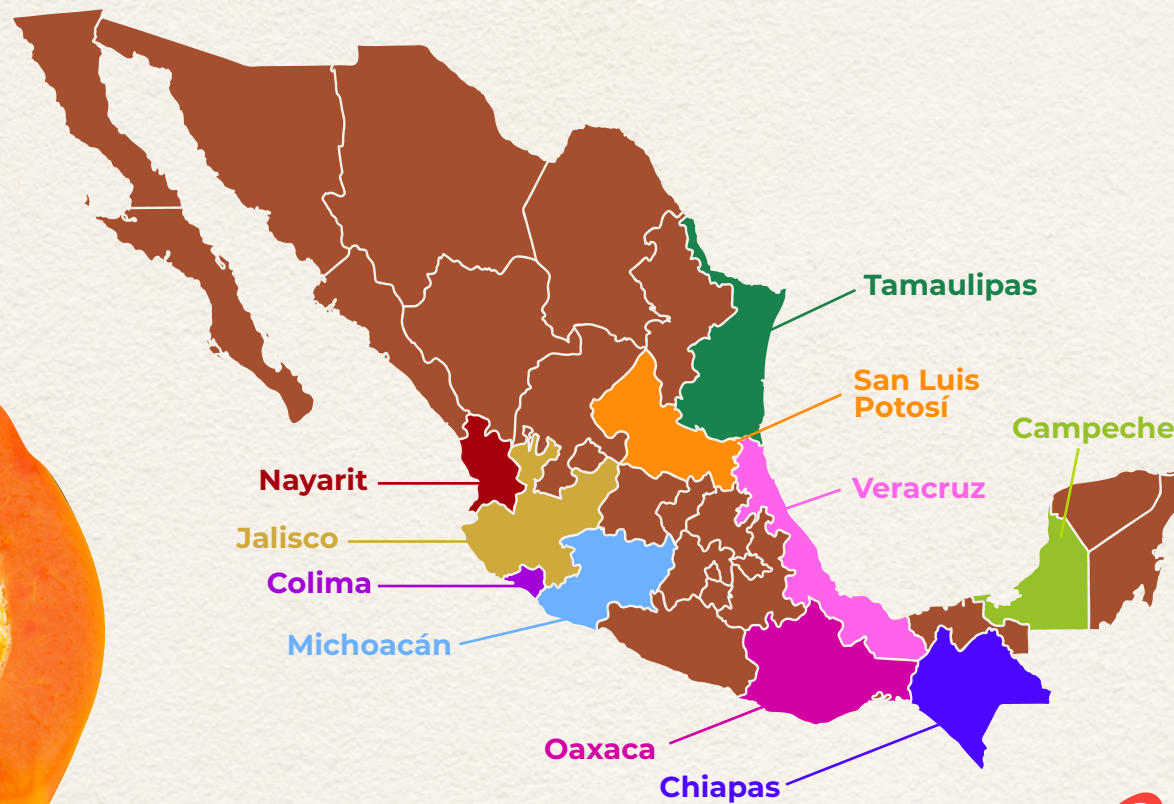 Tamaulipas
San Luis
Potosí
Campeche
Nayarit
Veracruz
Jalisco
Colima
Michoacán
Oaxaca
Chiapas